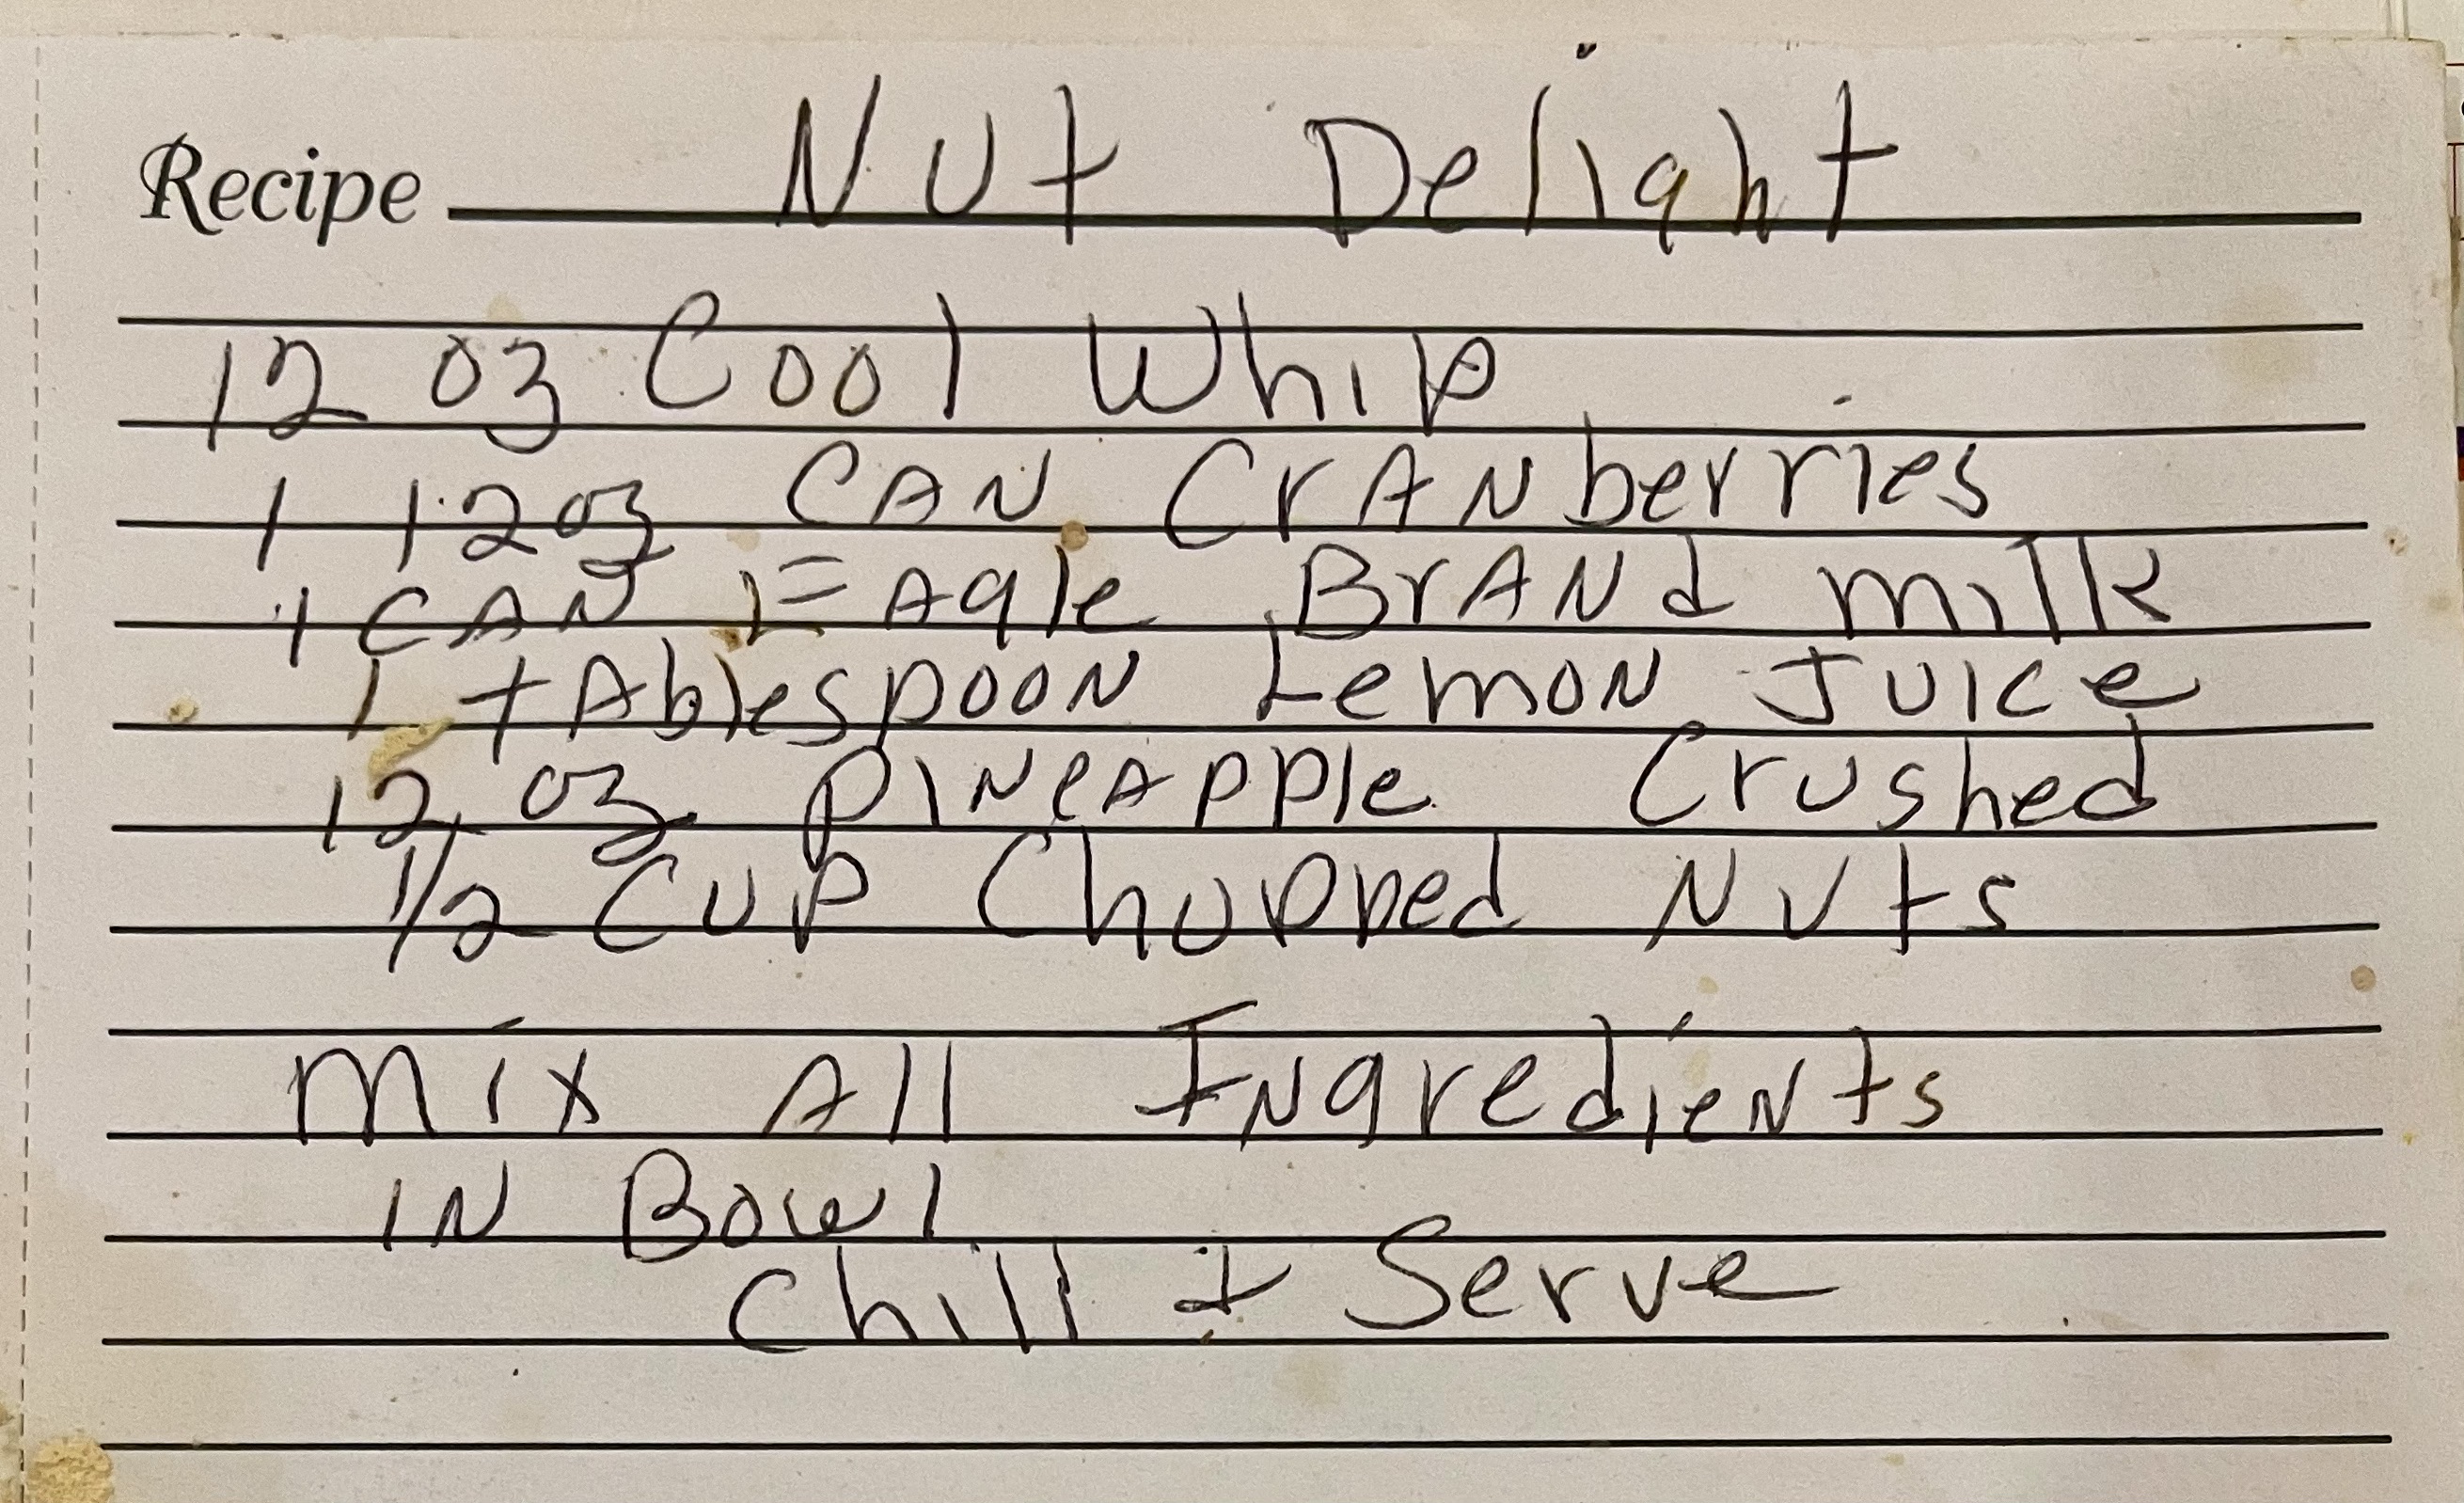 Recipe Nut Delight
12 oz Cool Whip
1 12oz CAN CrANberries
1 CAN EAgle BrANd milk
1 tAblespoon Lemon Juice
12 oz PINeApple Crushed
1/2 Cup Chopped Nuts
Mix All INgredieNts
IN Bowl
Chill & Serve